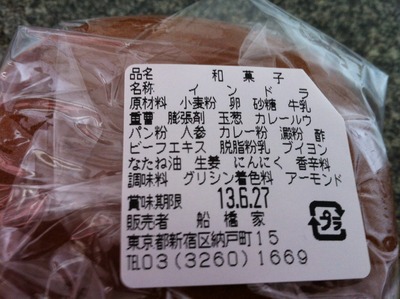 品名 和菓子
名称 インドラ
原材料 小麦粉 卵 砂糖 牛乳
重曹 膨張剤 玉葱 カレールウ
パン粉 人参 カレー粉 澱粉 酢
ビーフエキス 脱脂粉乳 ブイヨン
なたね油 生姜 にんにく 香辛料
調味料 グリシン着色料 アーモンド
賞味期限 13.6.27
販売者 船橋家
東京都新宿区納戸町15
TEL03(3260)1669
プラ